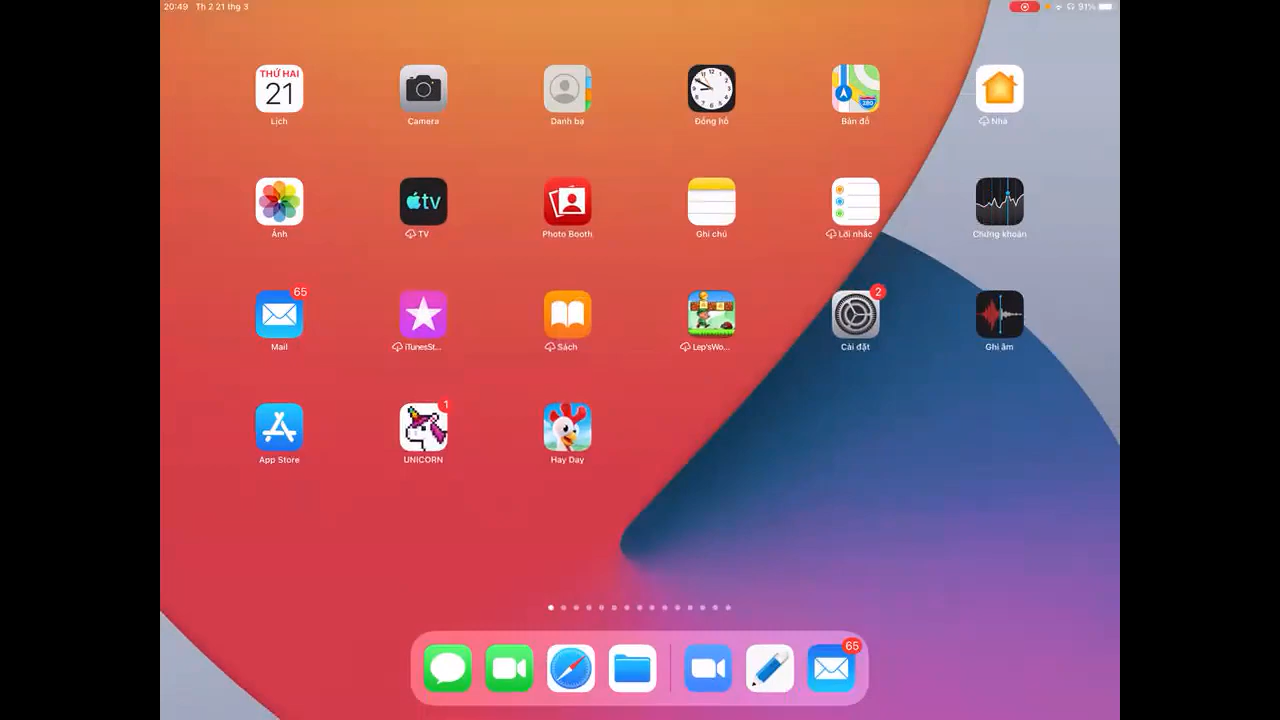 20:49 Th 2 21 thg 3
91%
THỨ HAI
21
Lịch
Camera
Danh bạ
Đồng hồ
280
Bản đồ
Nhà
Ảnh
tv
TV
Photo Booth
Ghi chú
Lời nhắc
Chứng khoán
65
Mail
iTunesSt...
Sách
Lep'sWo...
2
Cài đặt
Ghi âm
App Store
1
UNICORN
Hay Day
65